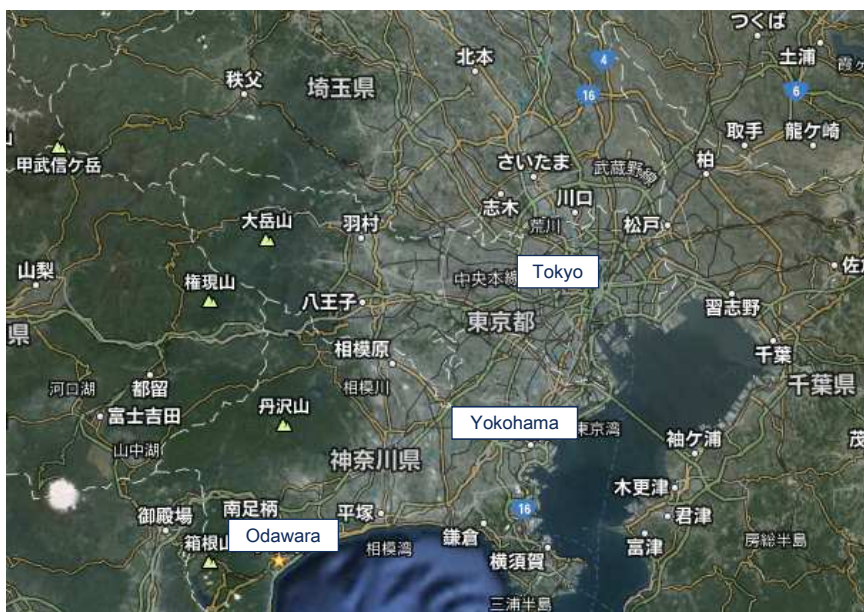 つくば
土浦
北本
4
霞ヶ
秩父
埼玉県
16
6
取手
龍ケ崎
甲武信ケ岳
さいたま
武蔵野線
柏
志木
川口
大岳山
羽村
荒川
松戸
山梨
権現山
中央本線
Tokyo
八王子
東京都
習志野
県
相模原
千葉
河口湖
都留
相模川
千葉県
富士吉田
丹沢山
Yokohama
東京湾
袖ケ浦
山中湖
神奈川県
木更津
御殿場
南足柄
平塚
16
君津
箱根山
Odawara
相模湾
鎌倉
横須賀
富津
房総半島
三浦半島